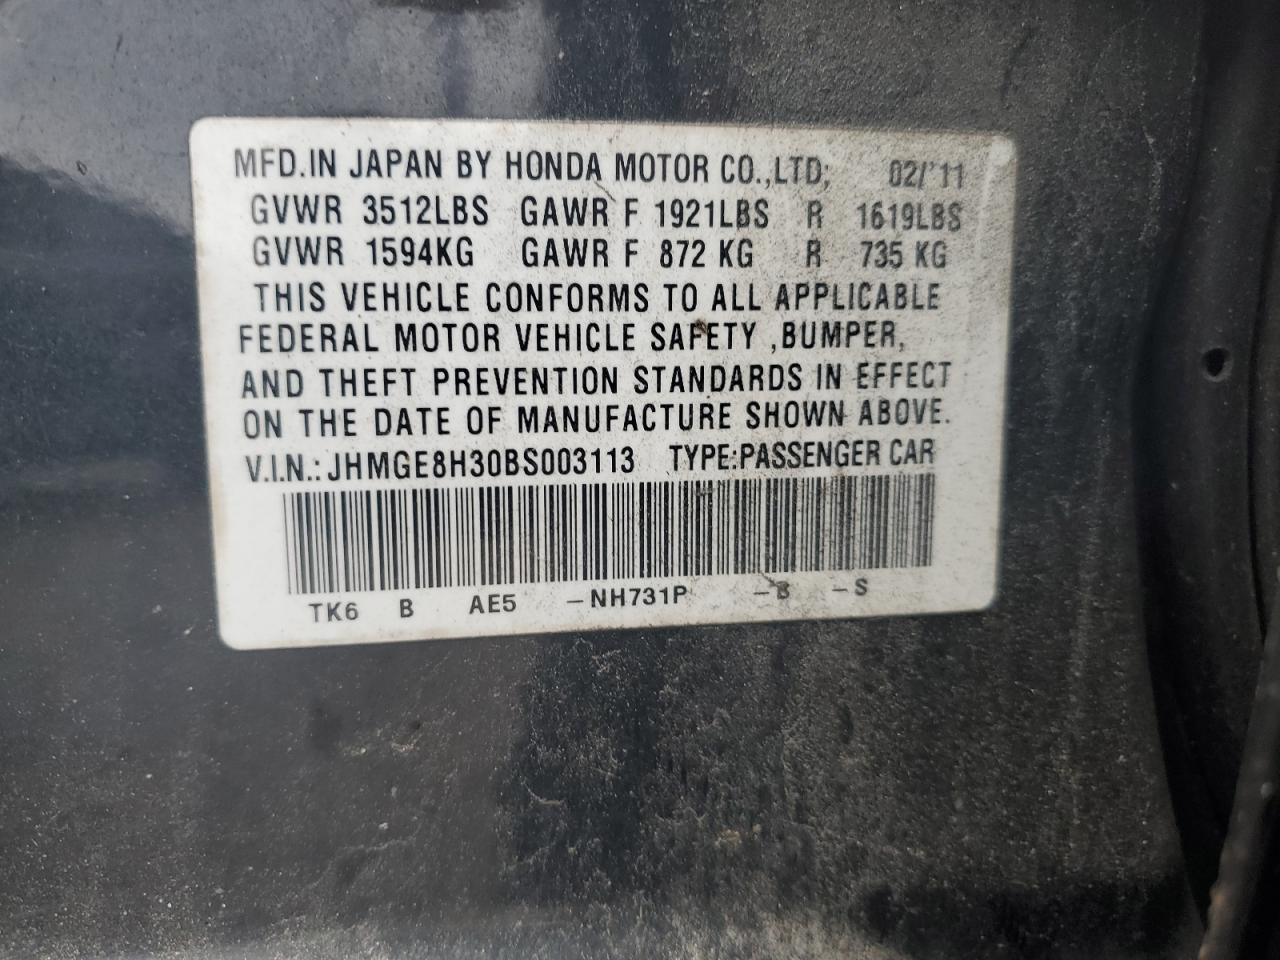 MFD.IN JAPAN BY HONDA MOTOR CO.,LTD; 02/'11
GVWR 3512LBS GAWR F 1921LBS R 1619LBS
GVWR 1594KG GAWR F 872 KG R 735 KG
THIS VEHICLE CONFORMS TO ALL APPLICABLE
FEDERAL MOTOR VEHICLE SAFETY ,BUMPER,
AND THEFT PREVENTION STANDARDS IN EFFECT
ON THE DATE OF MANUFACTURE SHOWN ABOVE.
V.I.N.: JHMGE8H30BS003113 TYPE:PASSENGER CAR
TK6 B AE5 –NH731P –B –S